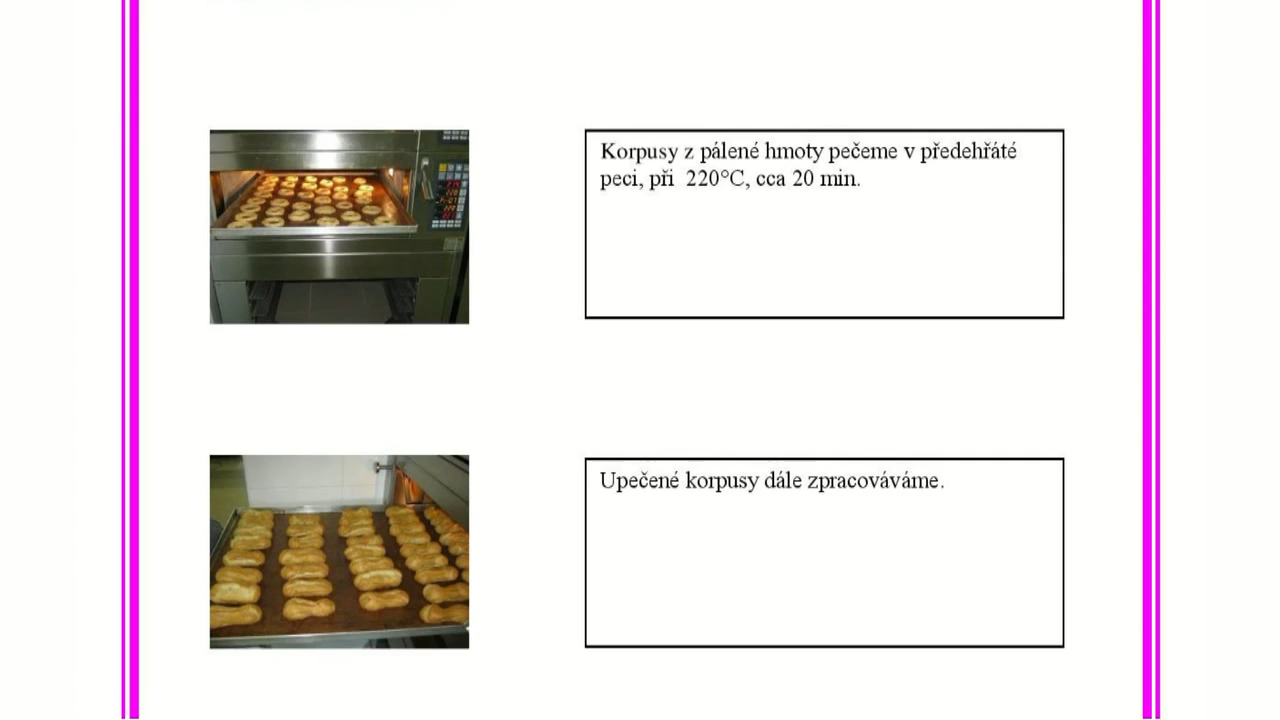 Korpusy z pálené hmoty pečeme v předehřáté
peci, při 220°C, cca 20 min.
Upečené korpusy dále zpracováváme.